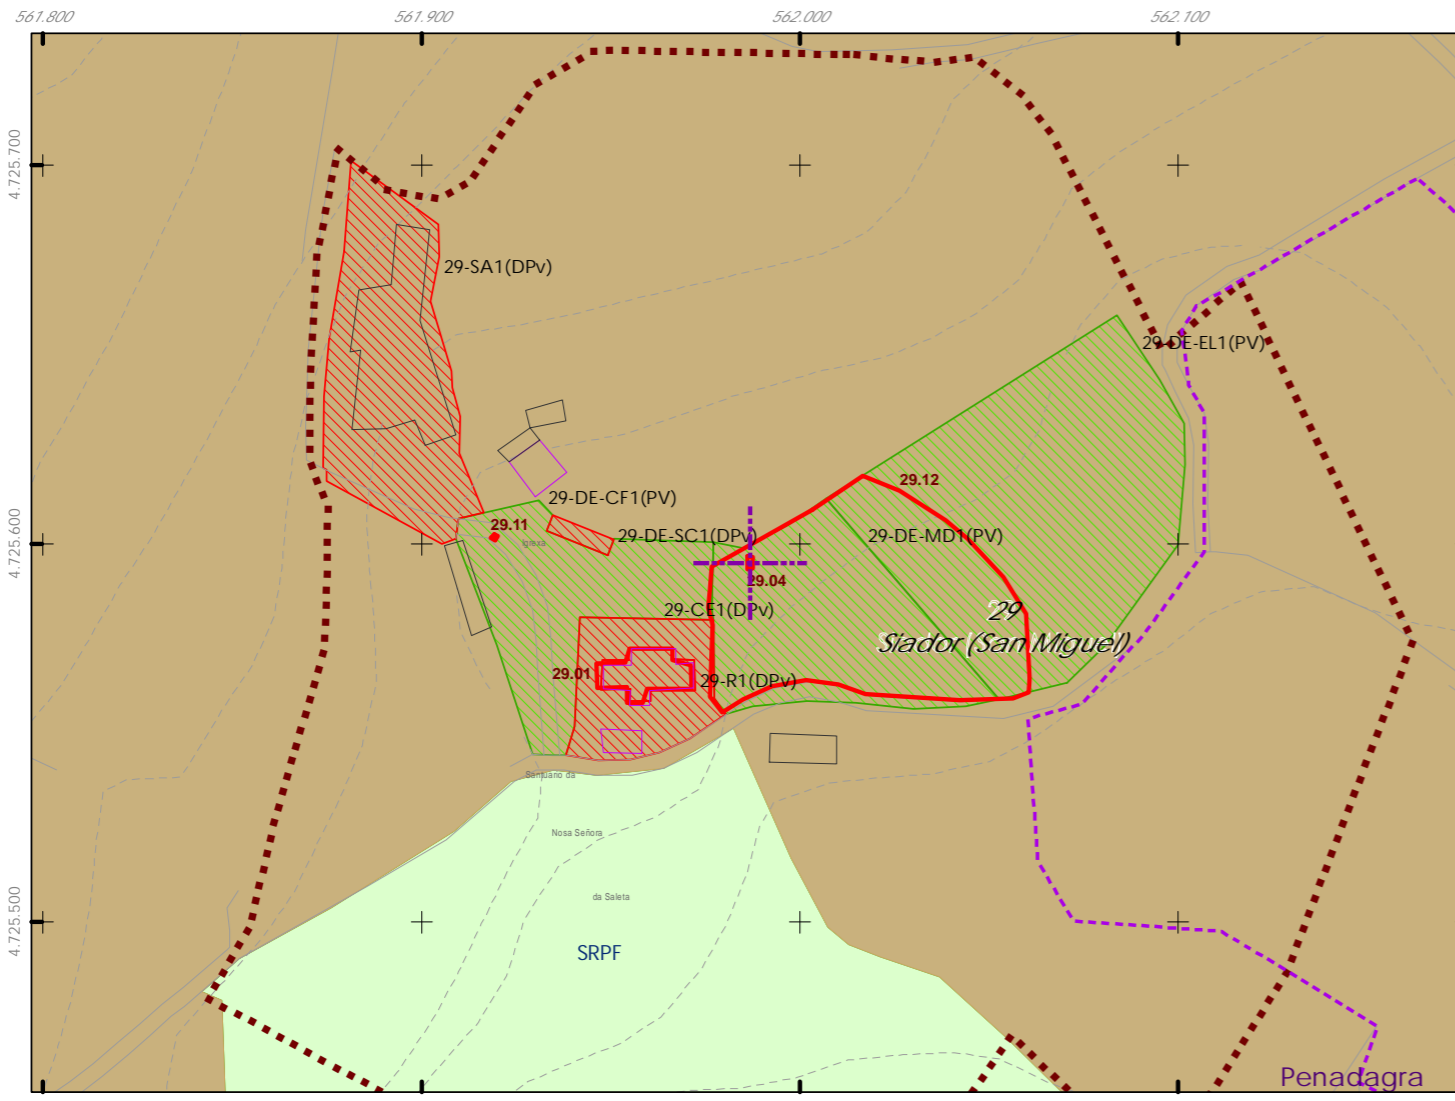 561.800
561.900
562.000
562.100
4.725.700
4.725.600
4.725.500
29-SA1(DPv)
29-DE-EL1(PV)
29.12
29-DE-CF1(PV)
29.11
Igrexa
29-DE-SC1(DPv)
29-DE-MD1(PV)
29.04
29-CE1(DPv)
29
Siador (San Miguel)
29.01
29-R1(DPv)
Santuario da
Nosa Señora
da Saleta
SRPF
Penadagra